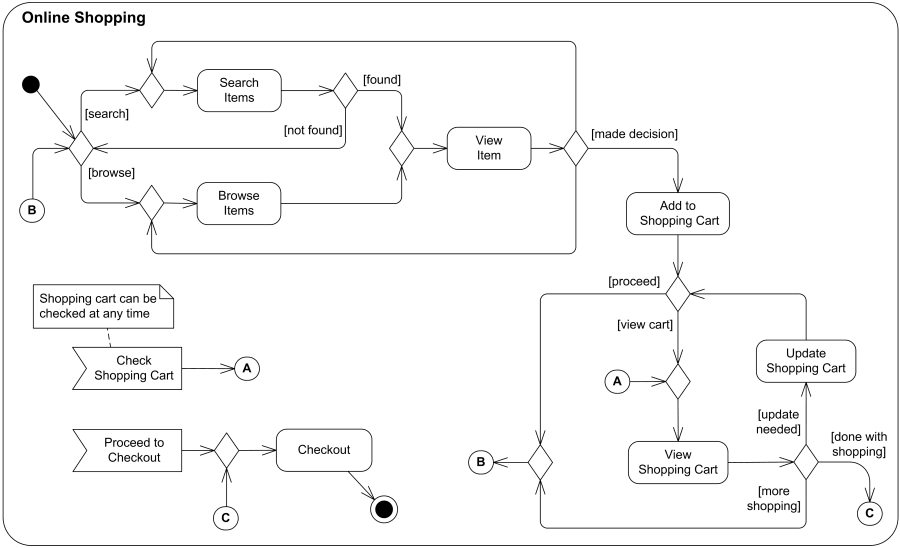 Online Shopping
Search
Items
[found]
[search]
[not found]
[made decision]
View
Item
[browse]
Browse
Items
B
Add to
Shopping Cart
[proceed]
Shopping cart can be
checked at any time
[view cart]
Check
Shopping Cart
A
A
Update
Shopping Cart
[update
needed]
[done with
shopping]
Proceed to
Checkout
Checkout
B
View
Shopping Cart
[more
shopping]
C
C